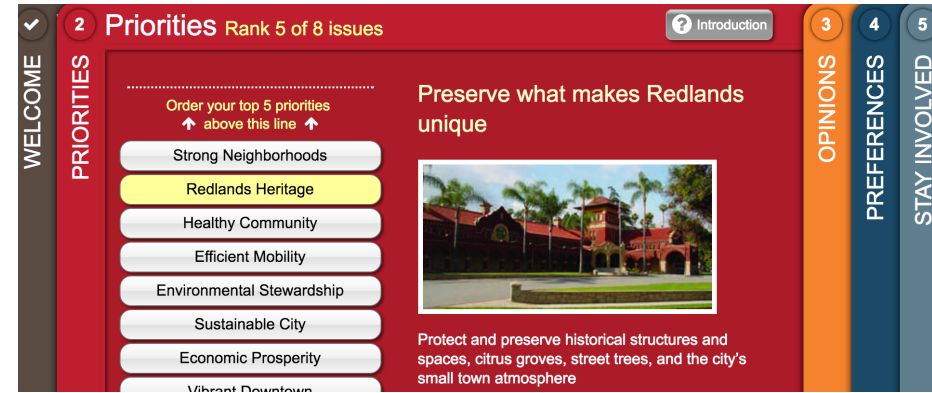 WELCOME
2
PRIORITIES
Priorities Rank 5 of 8 issues
? Introduction
Order your top 5 priorities
above this line
Strong Neighborhoods
Redlands Heritage
Healthy Community
Efficient Mobility
Environmental Stewardship
Sustainable City
Economic Prosperity
Vibrant Downtown
Preserve what makes Redlands
unique
Protect and preserve historical structures and
spaces, citrus groves, street trees, and the city's
small town atmosphere
3
OPINIONS
4
PREFERENCES
5
STAY INVOLVED